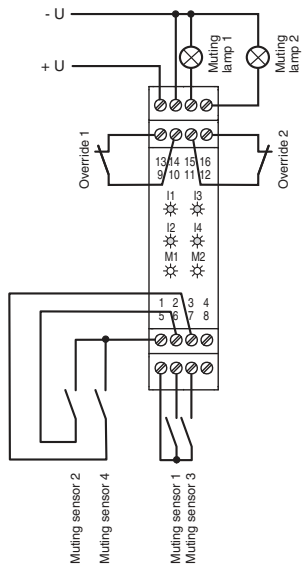 - U
+ U
Muting
lamp 1
Muting
lamp 2
Override 1
Override 2
13 14 15 16
9 10 11 12
I1 I3
I2 I4
M1 M2
1 2 3 4
5 6 7 8
Muting sensor 2
Muting sensor 4
Muting sensor 1
Muting sensor 3